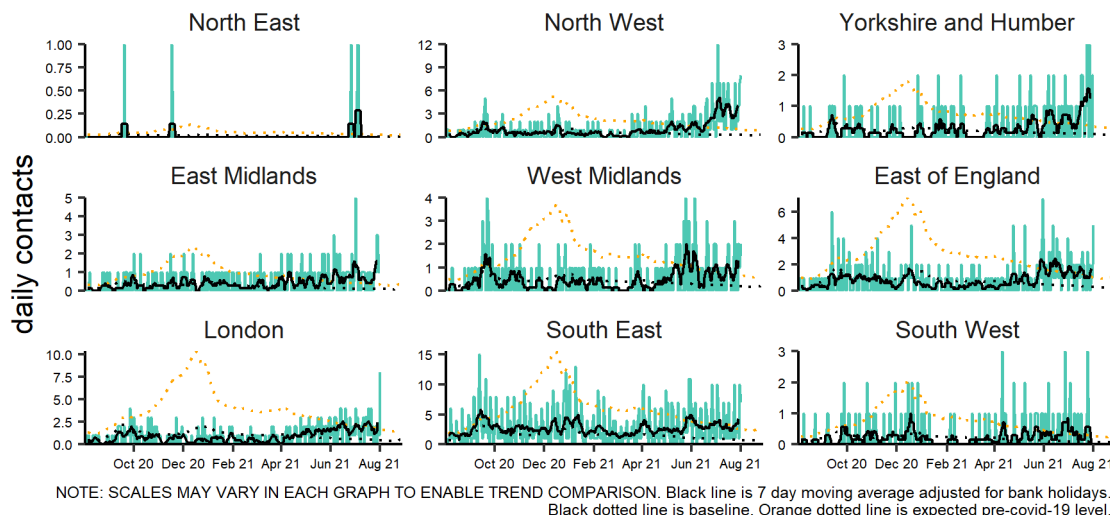 North East
North West
Yorkshire and Humber
1.00
0.75
0.50
0.25
0.00
12
9
6
3
0
3
2
1
0
East Midlands
West Midlands
East of England
5
4
3
2
1
0
4
3
2
1
0
6
4
2
0
daily contacts
London
South East
South West
10.0
7.5
5.0
2.5
0.0
15
10
5
0
3
2
1
0
Oct 20 Dec 20 Feb 21 Apr 21 Jun 21 Aug 21
Oct 20 Dec 20 Feb 21 Apr 21 Jun 21 Aug 21
Oct 20 Dec 20 Feb 21 Apr 21 Jun 21 Aug 21
NOTE: SCALES MAY VARY IN EACH GRAPH TO ENABLE TREND COMPARISON. Black line is 7 day moving average adjusted for bank holidays.
Black dotted line is baseline. Orange dotted line is expected pre-covid-19 level.